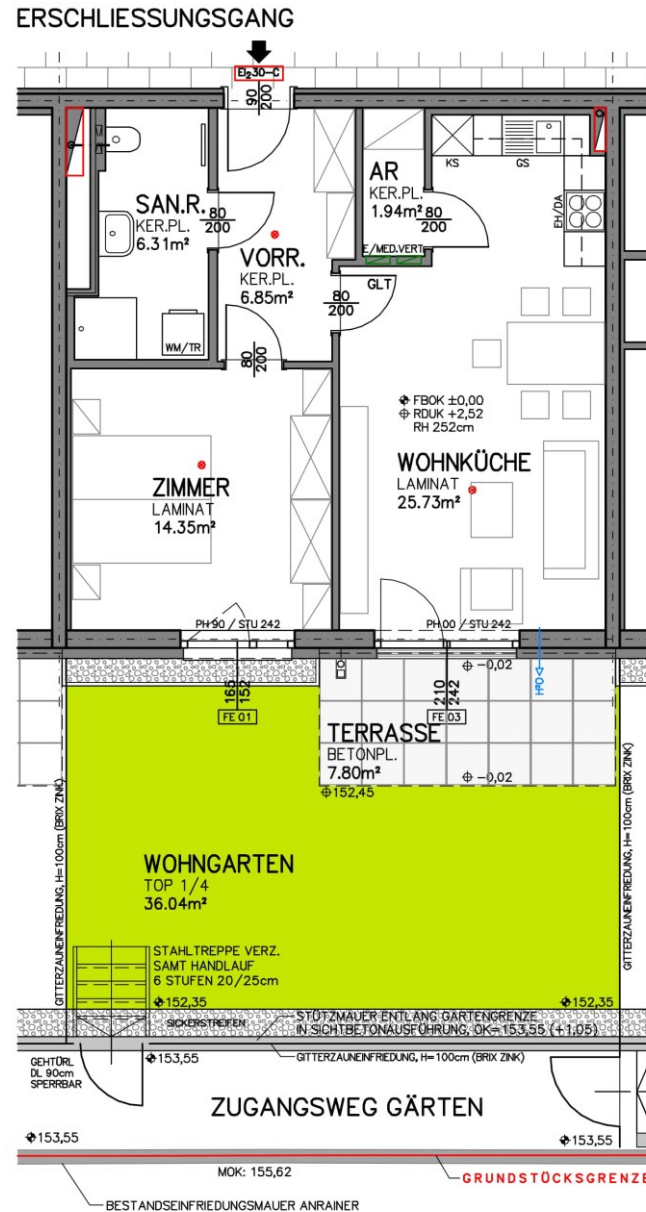 ERSCHLIESSUNGSGANG
EI₂30-C
90
200
SAN.R.
KER.PL.
6.31m²
80
200
WM/TR
VORR.
KER.PL.
6.85m²
80
200
AR
KER.PL.
1.94m²
80
200
E/MED.VERT
KS
GS
EH/DA
GLT
80
200
FBOK ±0,00
RDUK +2,52
RH 252cm
ZIMMER
LAMINAT
14.35m²
WOHNKÜCHE
LAMINAT
25.73m²
PH 90 / STU 242
PH 00 / STU 242
165
152
FE 01
210
242
FE 03
-0,02
H²O
TERRASSE
BETONPL.
7.80m²
-0,02
152,45
GITTERZAUNEINFRIEDUNG, H=100cm (BRIX ZINK)
GITTERZAUNEINFRIEDUNG, H=100cm (BRIX ZINK)
WOHNGARTEN
TOP 1/4
36.04m²
STAHLTREPPE VERZ.
SAMT HANDLAUF
6 STUFEN 20/25cm
152,35
152,35
SICKERSTREIFEN
STÜTZMAUER ENTLANG GARTENGRENZE
IN SICHTBETONAUSFÜHRUNG, OK=153,55 (+1,05)
GITTERZAUNEINFRIEDUNG, H=100cm (BRIX ZINK)
GEHTÜRL
DL 90cm
SPERRBAR
153,55
ZUGANGSWEG GÄRTEN
153,55
153,55
MOK: 155,62
GRUNDSTÜCKSGRENZE
BESTANDSEINFRIEDUNGSMAUER ANRAINER